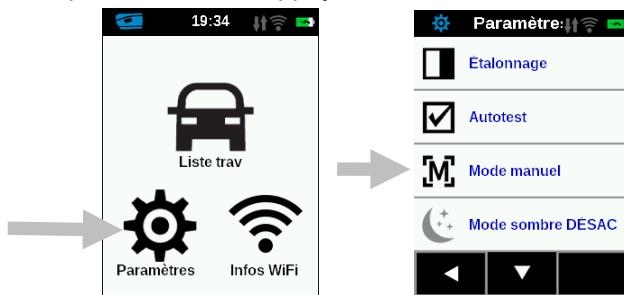 19:34
Liste trav
Paramètres
Infos WiFi
Paramètre
Étalonnage
Autotest
[M] Mode manuel
Mode sombre DÉSAC